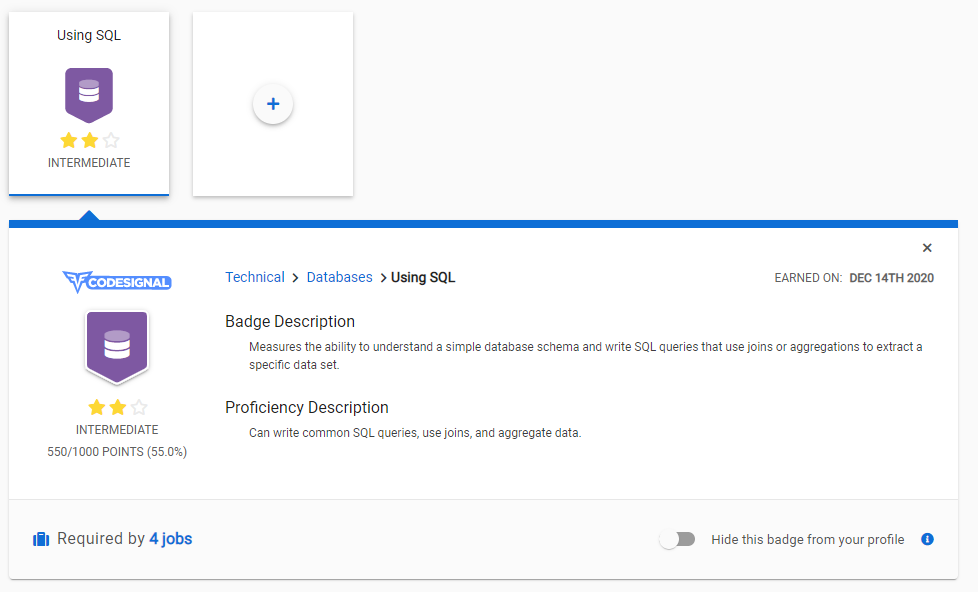 Using SQL
INTERMEDIATE
CODESIGNAL
Technical > Databases > Using SQL
EARNED ON: DEC 14TH 2020
Badge Description
Measures the ability to understand a simple database schema and write SQL queries that use joins or aggregations to extract a
specific data set.
Proficiency Description
Can write common SQL queries, use joins, and aggregate data.
INTERMEDIATE
550/1000 POINTS (55.0%)
Required by 4 jobs
Hide this badge from your profile